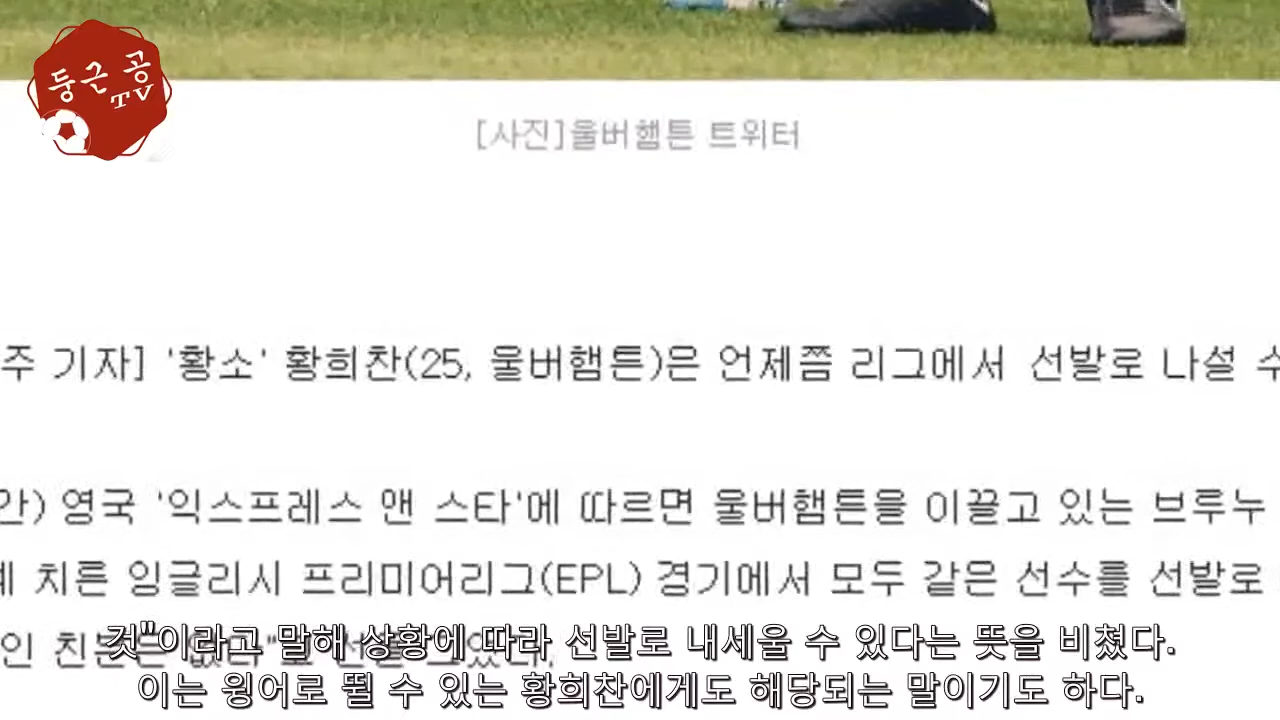 둥근 공
TV
[사진]울버햄튼 트위터
주 기자] '황소' 황희찬(25, 울버햄튼)은 언제쯤 리그에서 선발로 나설 수
간) 영국 '익스프레스 앤 스타'에 따르면 울버햄튼을 이끌고 있는 브루누
치른 잉글리시 프리미어리그(EPL) 경기에서 모두 같은 선수를 선발로
인
것"이라고 말해 상황에 따라 선발로 내세울 수 있다는 뜻을 비쳤다.
이는 윙어로 뛸 수 있는 황희찬에게도 해당되는 말이기도 하다.